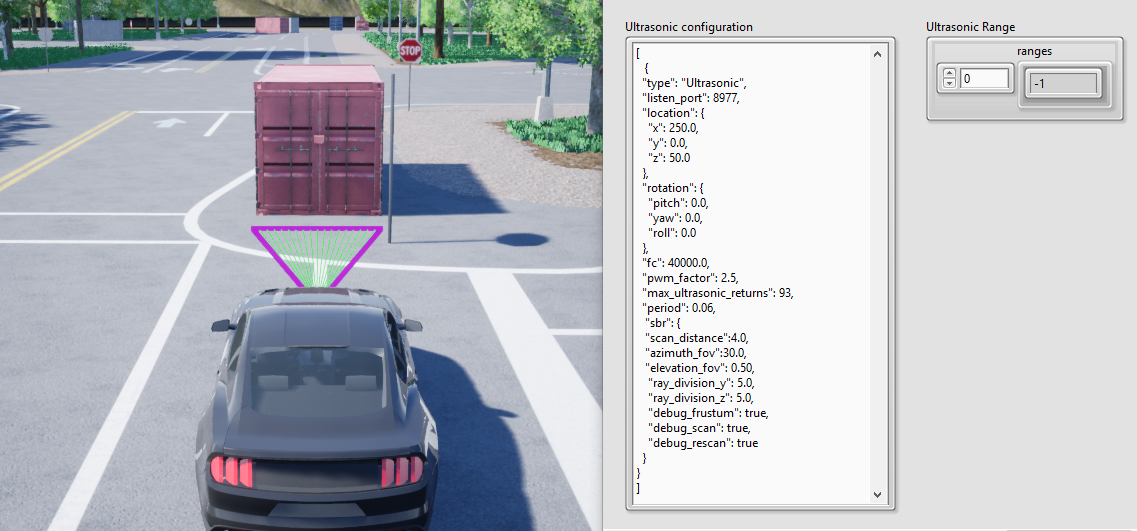 STOP
Ultrasonic configuration
[
{
"type": "Ultrasonic",
"listen_port": 8977,
"location": {
"x": 250.0,
"y": 0.0,
"z": 50.0
},
"rotation": {
"pitch": 0.0,
"yaw": 0.0,
"roll": 0.0
},
"fc": 40000.0,
"pwm_factor": 2.5,
"max_ultrasonic_returns": 93,
"period": 0.06,
"sbr": {
"scan_distance":4.0,
"azimuth_fov":30.0,
"elevation_fov": 0.50,
"ray_division_y": 5.0,
"ray_division_z": 5.0,
"debug_frustum": true,
"debug_scan": true,
"debug_rescan": true
}
}
]
Ultrasonic Range
ranges
0
-1